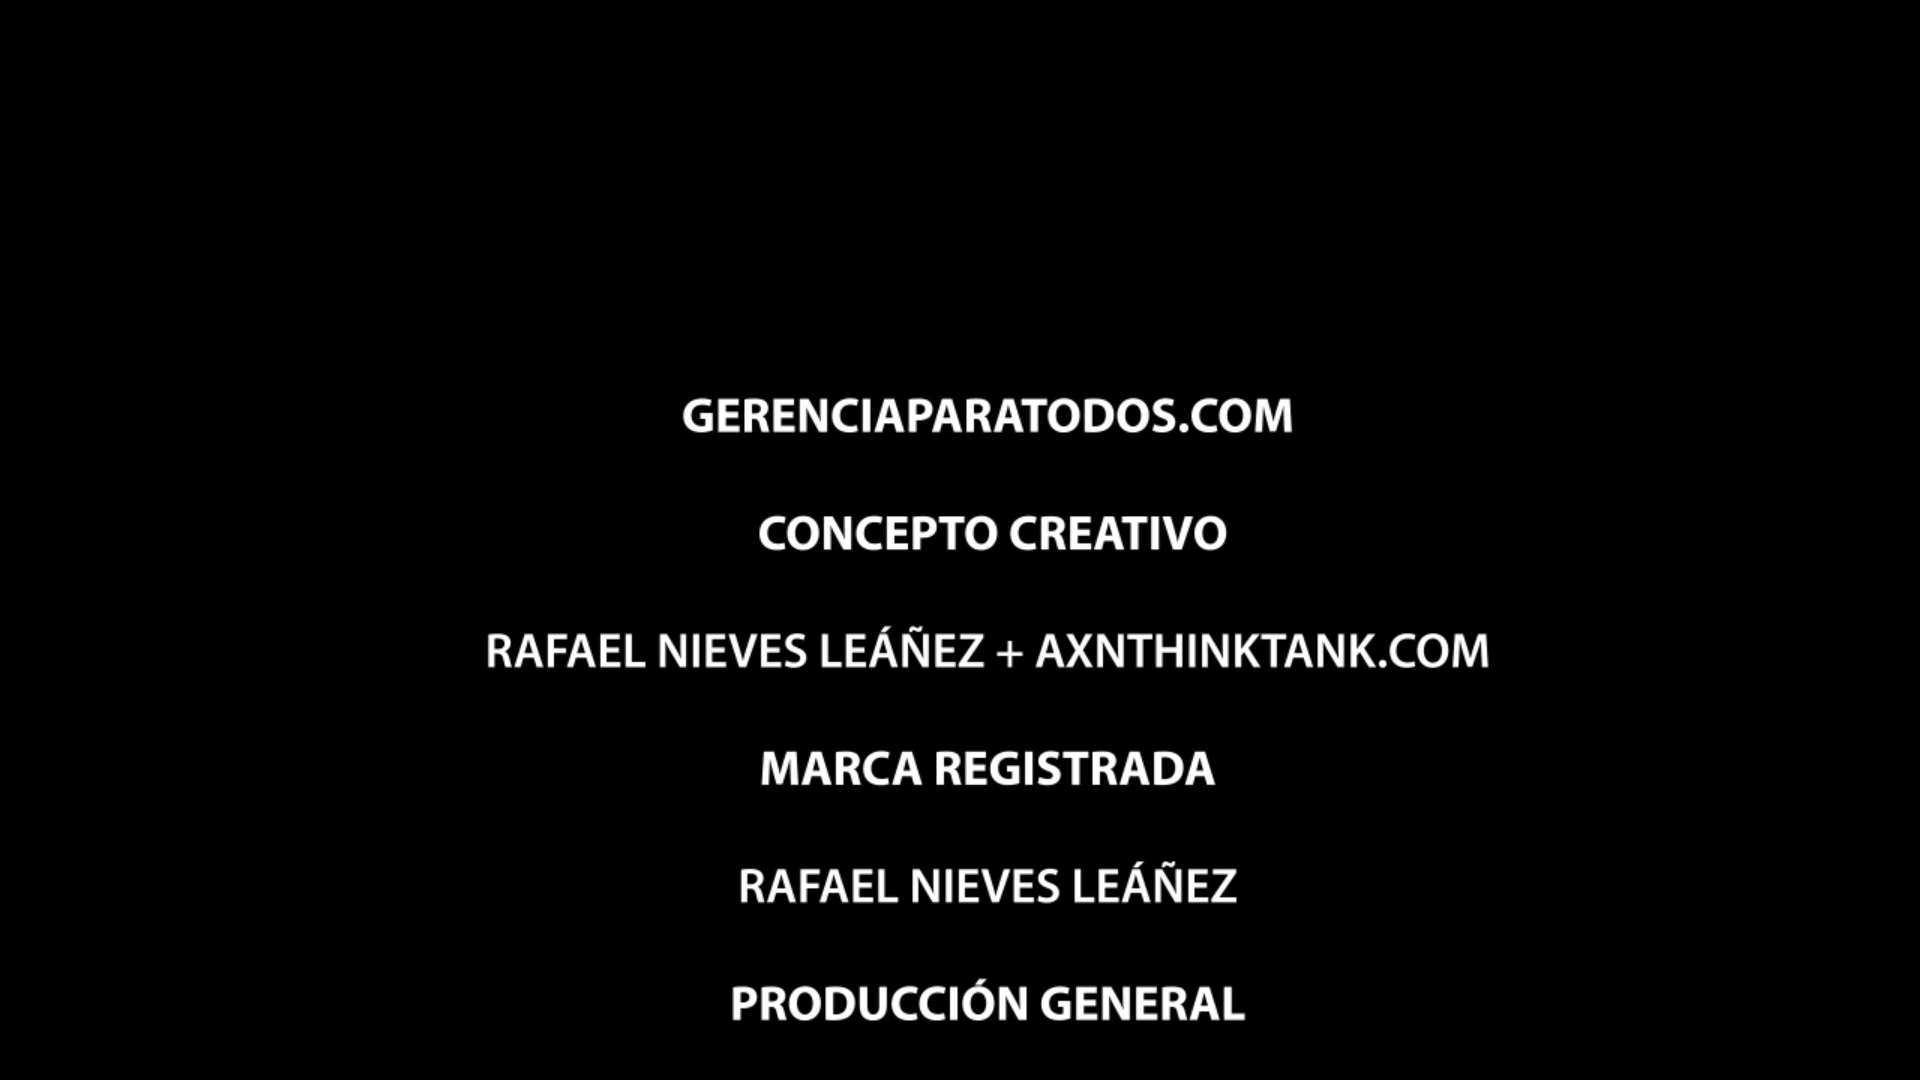 GERENCIAPARATODOS.COM
CONCEPTO CREATIVO
RAFAEL NIEVES LEÁÑEZ + AXNTHINKTANK.COM
MARCA REGISTRADA
RAFAEL NIEVES LEÁÑEZ
PRODUCCIÓN GENERAL